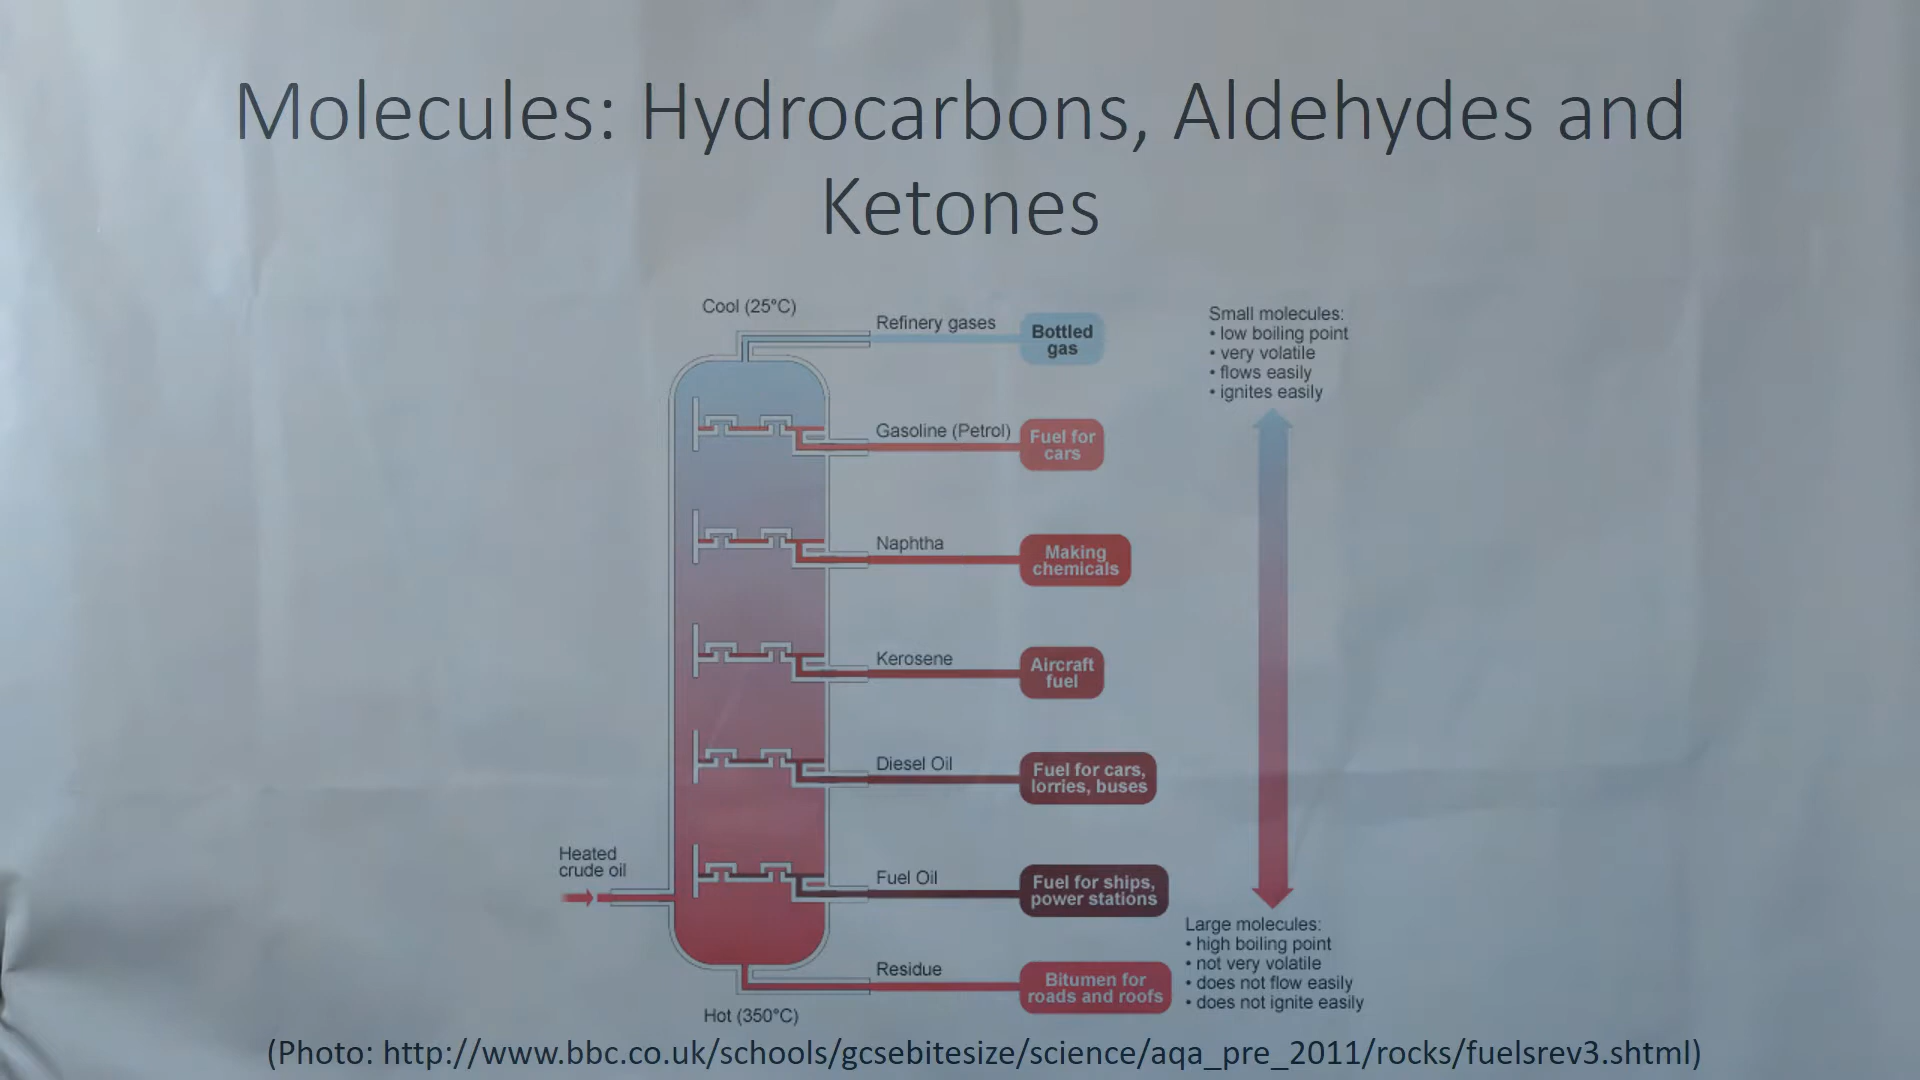 Molecules: Hydrocarbons, Aldehydes and
Ketones
Cool (25°C)
Refinery gases
Bottled
gas
Gasoline (Petrol)
Fuel for
cars
Naphtha
Making
chemicals
Kerosene
Aircraft
fuel
Diesel Oil
Fuel for cars,
lorries, buses
Heated
crude oil
Fuel Oil
Fuel for ships,
power stations
Residue
Bitumen for
roads and roofs
Hot (350°C)
Small molecules:
• low boiling point
• very volatile
• flows easily
• ignites easily
Large molecules:
• high boiling point
• not very volatile
• does not flow easily
• does not ignite easily
(Photo: http://www.bbc.co.uk/schools/gcsebitesize/science/aqa_pre_2011/rocks/fuelsrev3.shtml)